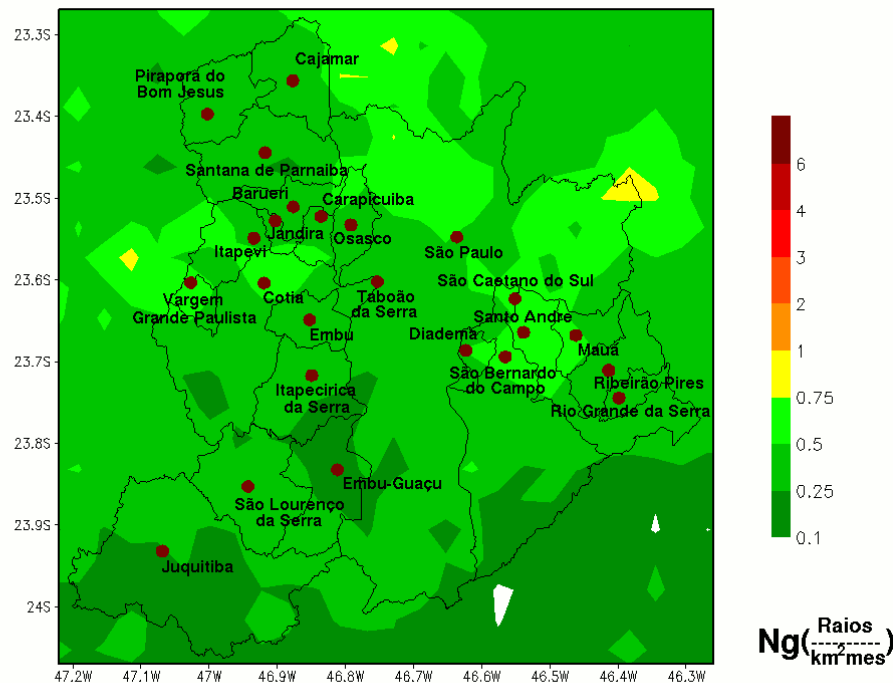 23.3S
Cajamar
Pirapora do
Bom Jesus
23.4S
Santana de Parnaiba
6
Barueri
Carapicuiba
23.5S
4
Jandira
Osasco
Itapevi
São Paulo
3
23.6S
São Caetano do Sul
Vargem
Grande Paulista
Cotia
Taboão
da Serra
2
Santo Andre
Embu
Diadema
Mauá
1
23.7S
São Bernardo
do Campo
Ribeirão Pires
Itapecirica
da Serra
Rio Grande da Serra
0.75
23.8S
0.5
Embu-Guaçu
0.25
São Lourenço
da Serra
23.9S
0.1
Juquitiba
24S
Ng(Raios
km²mes)
47.2W 47.1W 47W 46.9W 46.8W 46.7W 46.6W 46.5W 46.4W 46.3W